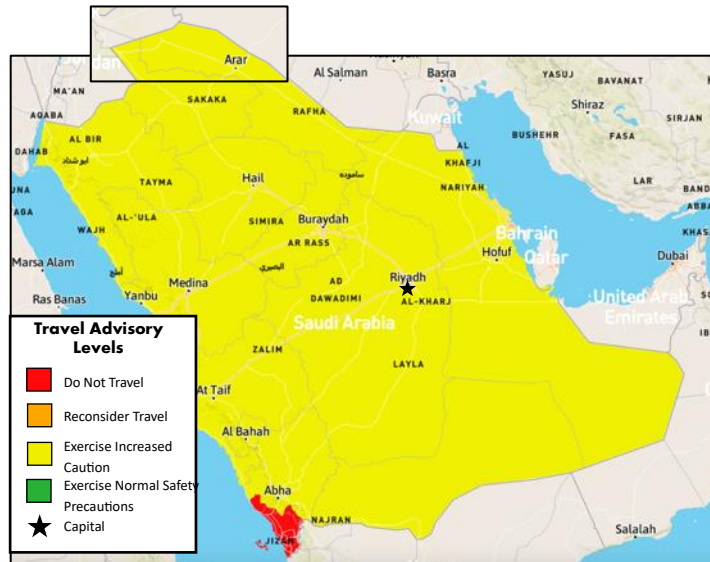 Arar
Al Salman
Basra
YASUJ
BAVANAT
MA'AN
SAKAKA
RAFHA
Kuwait
Shiraz
SIRJAN
AQABA
BUSHEHR
FASA
DAHAB
AL BIR
ابو شداد
AL
KHAFJI
TAYMA
Hail
ساموده
NARIYAH
LAR
AL-'ULA
SIMIRA
Buraydah
Bahrain
WAJH
AR RASS
Hofuf
Qatar
Dubai
Marsa Alam
البصيري
Riyadh
Medina
AD
DAWADIMI
AL-KHARJ
United Arab
Emirates
Ras Banas
Yanbu
Saudi Arabia
ZALIM
LAYLA
At Taif
Al Bahah
Abha
NAJRAN
JIZAN
Salalah
Travel Advisory
Levels
Do Not Travel
Reconsider Travel
Exercise Increased
Caution
Exercise Normal Safety
Precautions
Capital